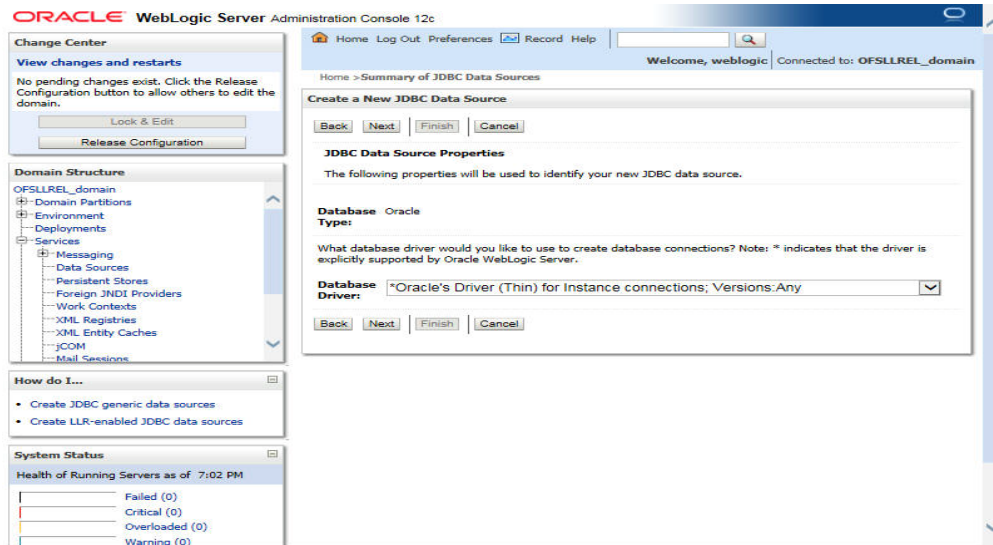 ORACLE WebLogic Server Administration Console 12c
Change Center
View changes and restarts
No pending changes exist. Click the Release
Configuration button to allow others to edit the
domain.
Lock & Edit
Release Configuration
Domain Structure
OFSLLREL_domain
Domain Partitions
Environment
Deployments
Services
Messaging
Data Sources
Persistent Stores
Foreign JNDI Providers
Work Contexts
XML Registries
XML Entity Caches
jCOM
Mail Sessions
How do I...
Create JDBC generic data sources
Create LLR-enabled JDBC data sources
System Status
Health of Running Servers as of 7:02 PM
Failed (0)
Critical (0)
Overloaded (0)
Warning (0)
Home Log Out Preferences Record Help
Welcome, weblogic Connected to: OFSLLREL_domain
Home >Summary of JDBC Data Sources
Create a New JDBC Data Source
Back Next Finish Cancel
JDBC Data Source Properties
The following properties will be used to identify your new JDBC data source.
Database Oracle
Type:
What database driver would you like to use to create database connections? Note: * indicates that the driver is
explicitly supported by Oracle WebLogic Server.
Database *Oracle's Driver (Thin) for Instance connections; Versions:Any
Driver:
Back Next Finish Cancel